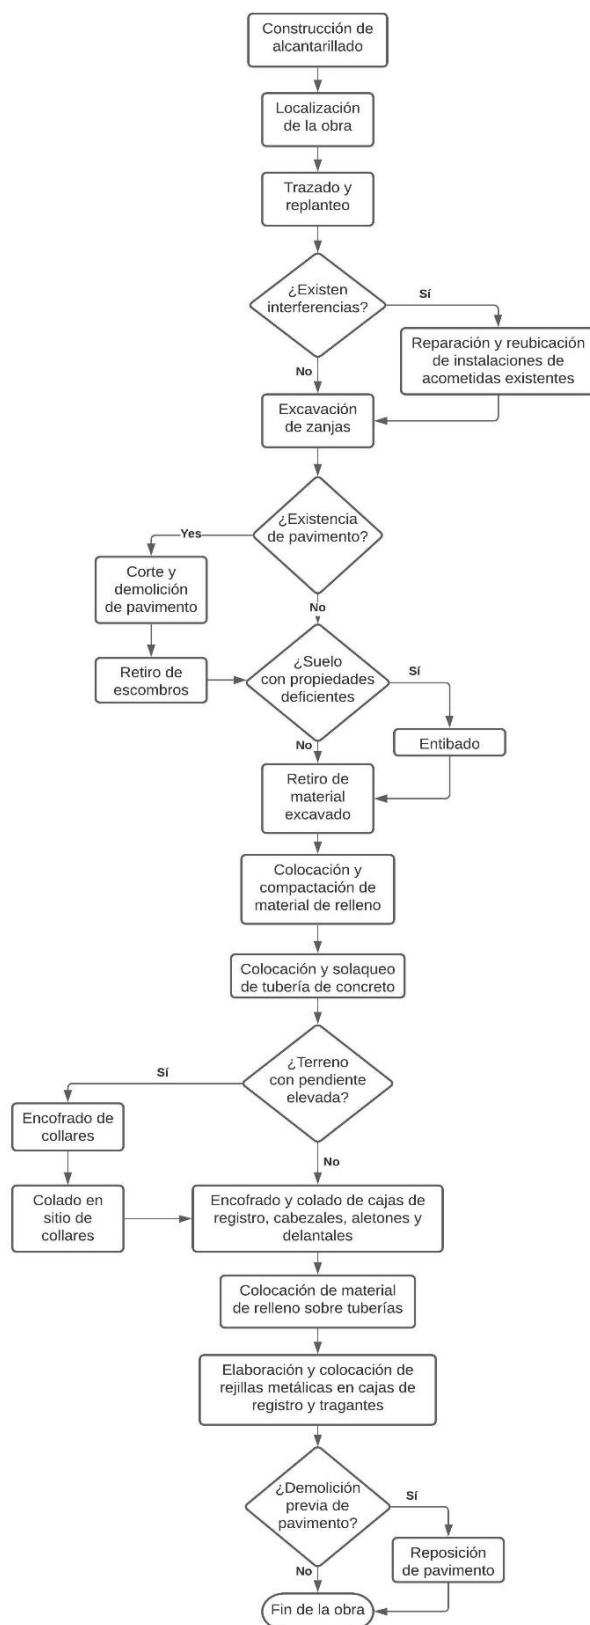 Construcción de
alcantarillado
Localización
de la obra
Trazado y
replanteo
¿Existen
interferencias?
Sí
Reparación y reubicación
de instalaciones de
acometidas existentes
No
Excavación
de zanjas
¿Existencia
de pavimento?
Yes
Corte y
demolición
de pavimento
No
Retiro de
escombros
¿Suelo
con propiedades
deficientes
Sí
Entibado
No
Retiro de
material
excavado
Colocación y
compactación de
material de relleno
Colocación y solaqueo
de tubería de concreto
¿Terreno
con pendiente
elevada?
Sí
Encofrado de
collares
No
Colado en
sitio de
collares
Encofrado y colado de cajas de
registro, cabezales, aletones y
delantales
Colocación de material
de relleno sobre tuberías
Elaboración y colocación de
rejillas metálicas en cajas de
registro y tragantes
¿Demolición
previa de
pavimento?
Sí
Reposición
de pavimento
No
Fin de la obra